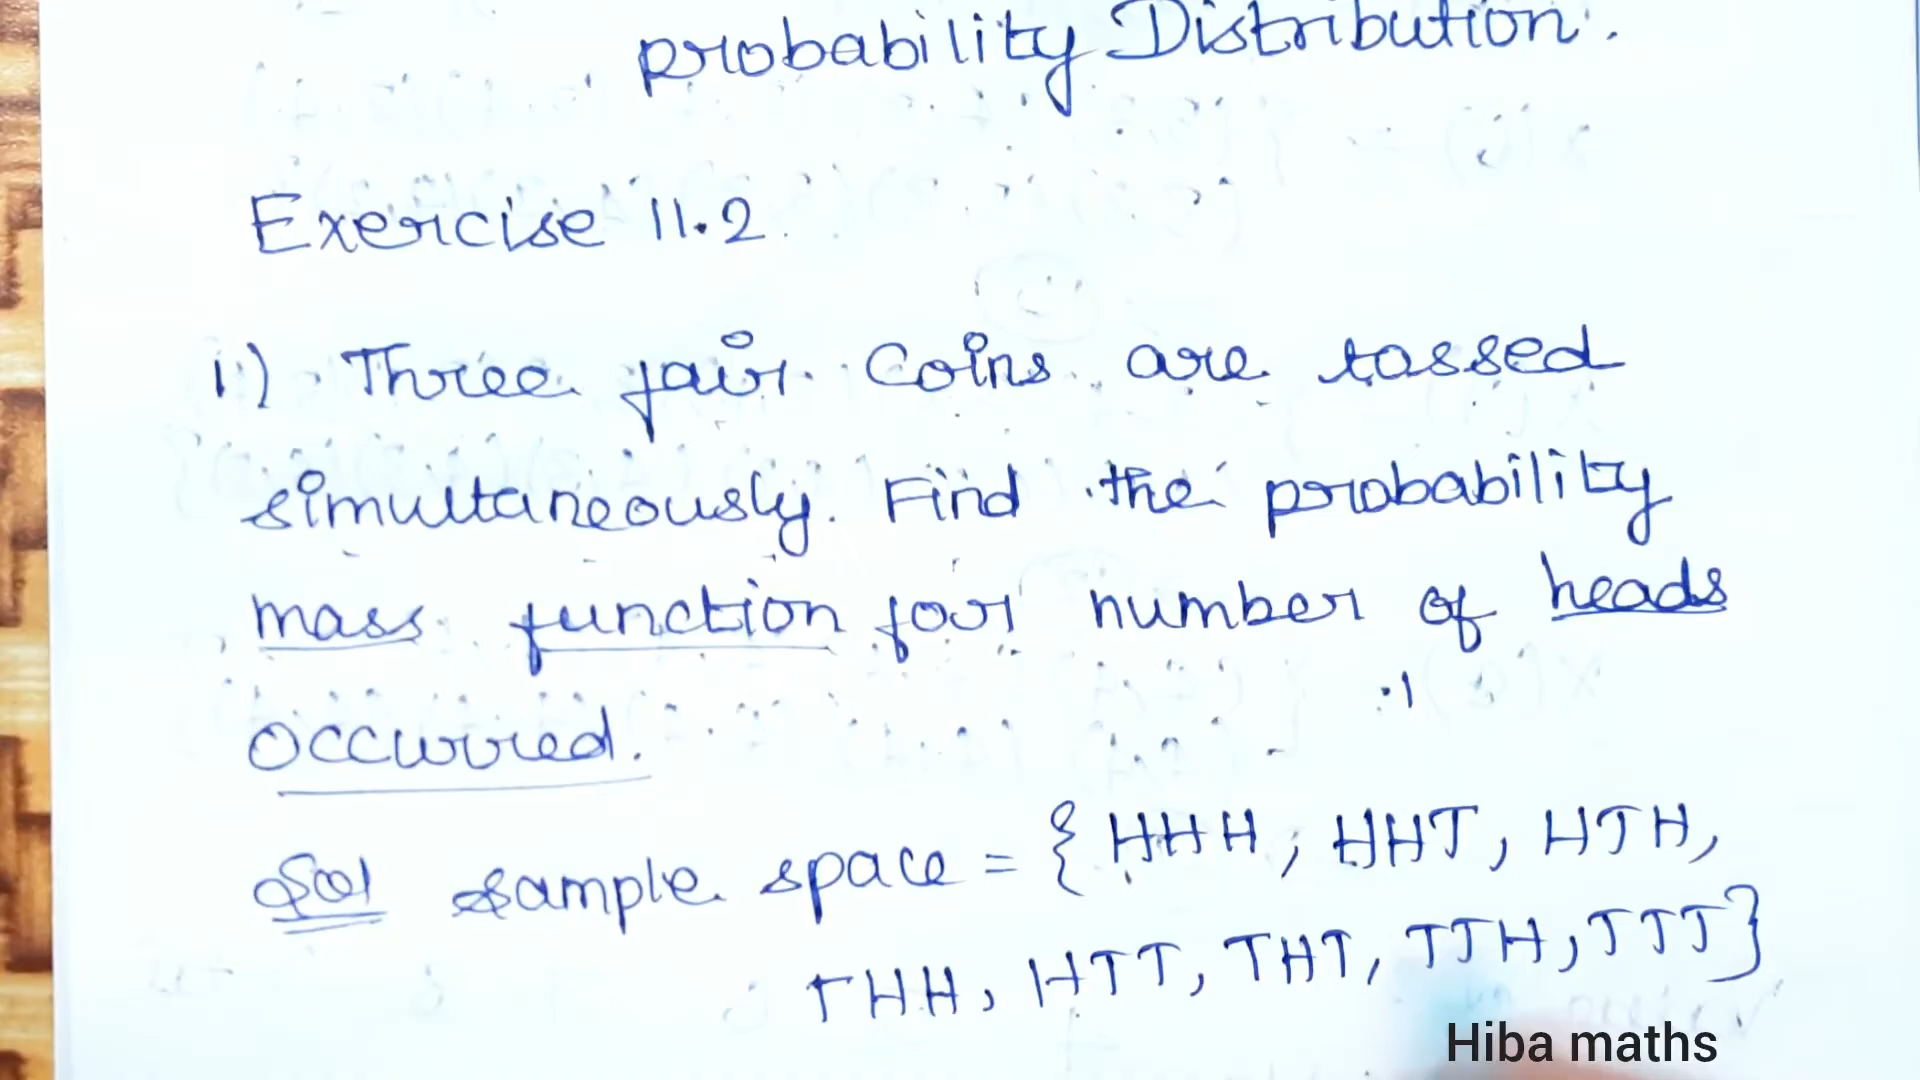 probability Distribution.
Exercise 11.2
1) Three fair coins are tossed
simultaneously. Find the probability
mass function for number of heads
occurred.
Sol sample space = { HHH, HHT, HTH,
THH, HTT, THT, TTH, TTT}
Hiba maths